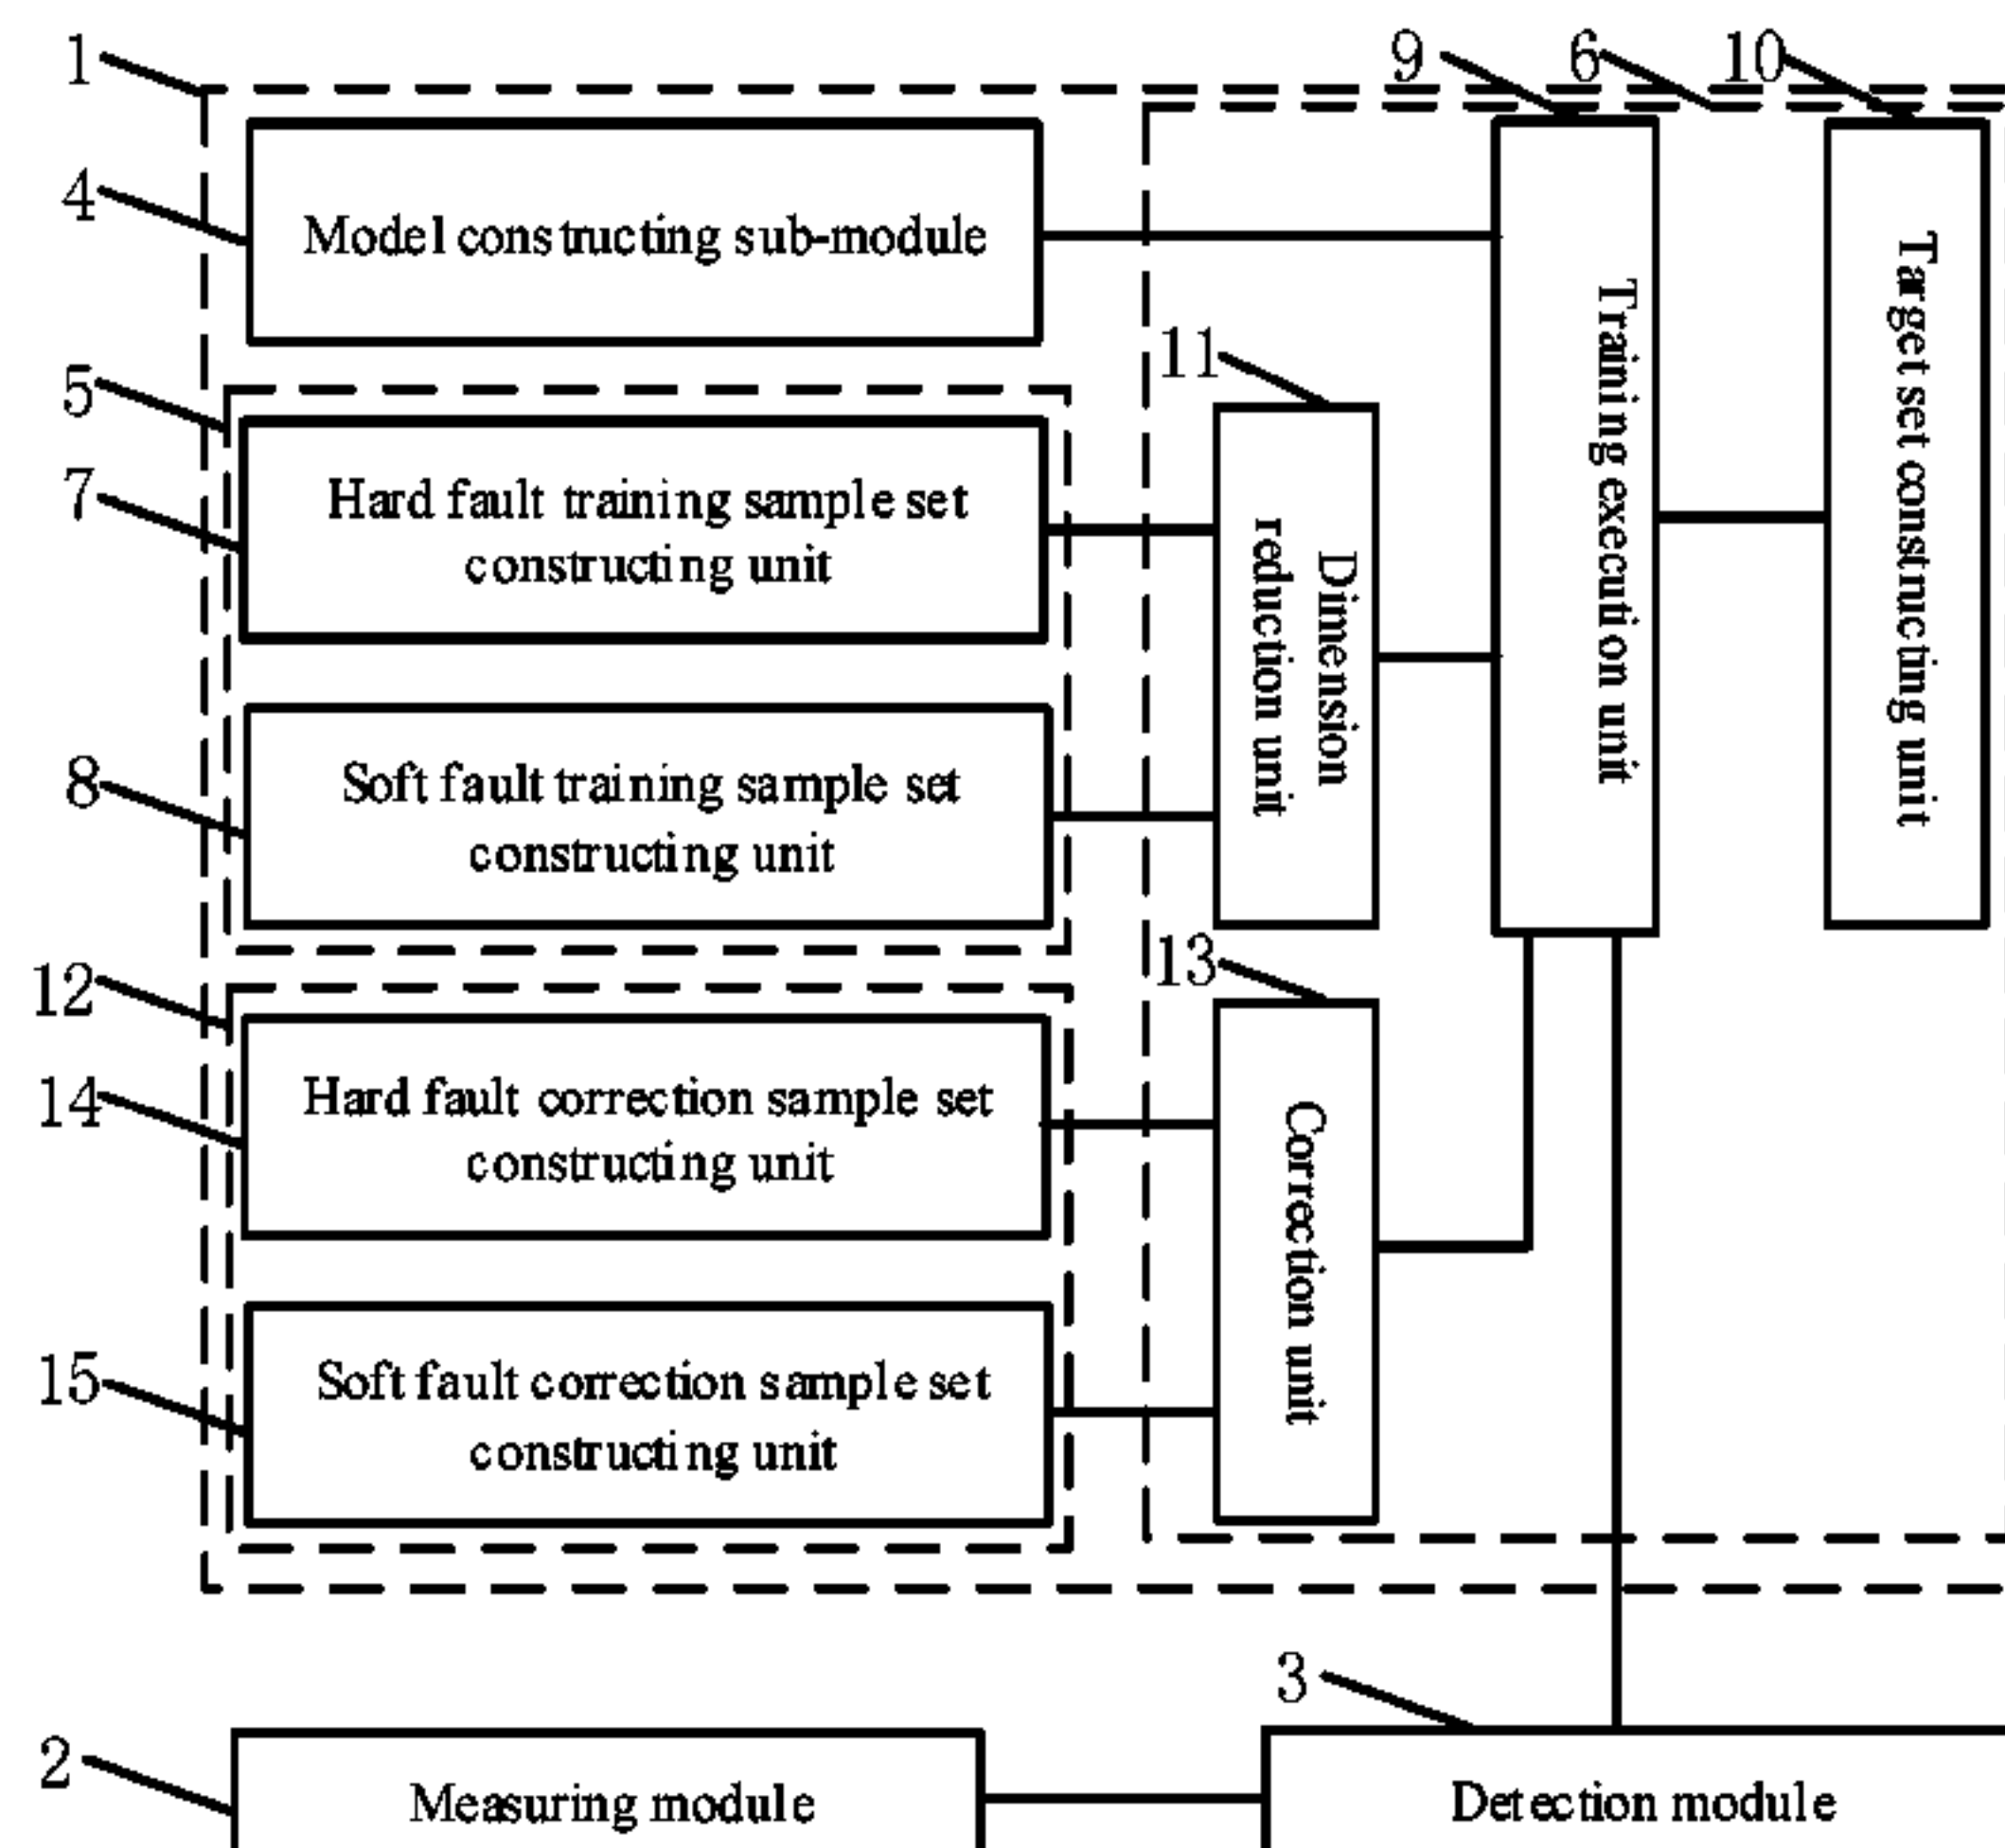 1
9
6
10
4
Model constructing sub-module
Training execution unit
Target set constructing unit
11
5
7
Hard fault training sample set
constructing unit
Dimension
reduction unit
8
Soft fault training sample set
constructing unit
12
13
14
Hard fault correction sample set
constructing unit
Correction unit
15
Soft fault correction sample set
constructing unit
3
2
Measuring module
Detection module